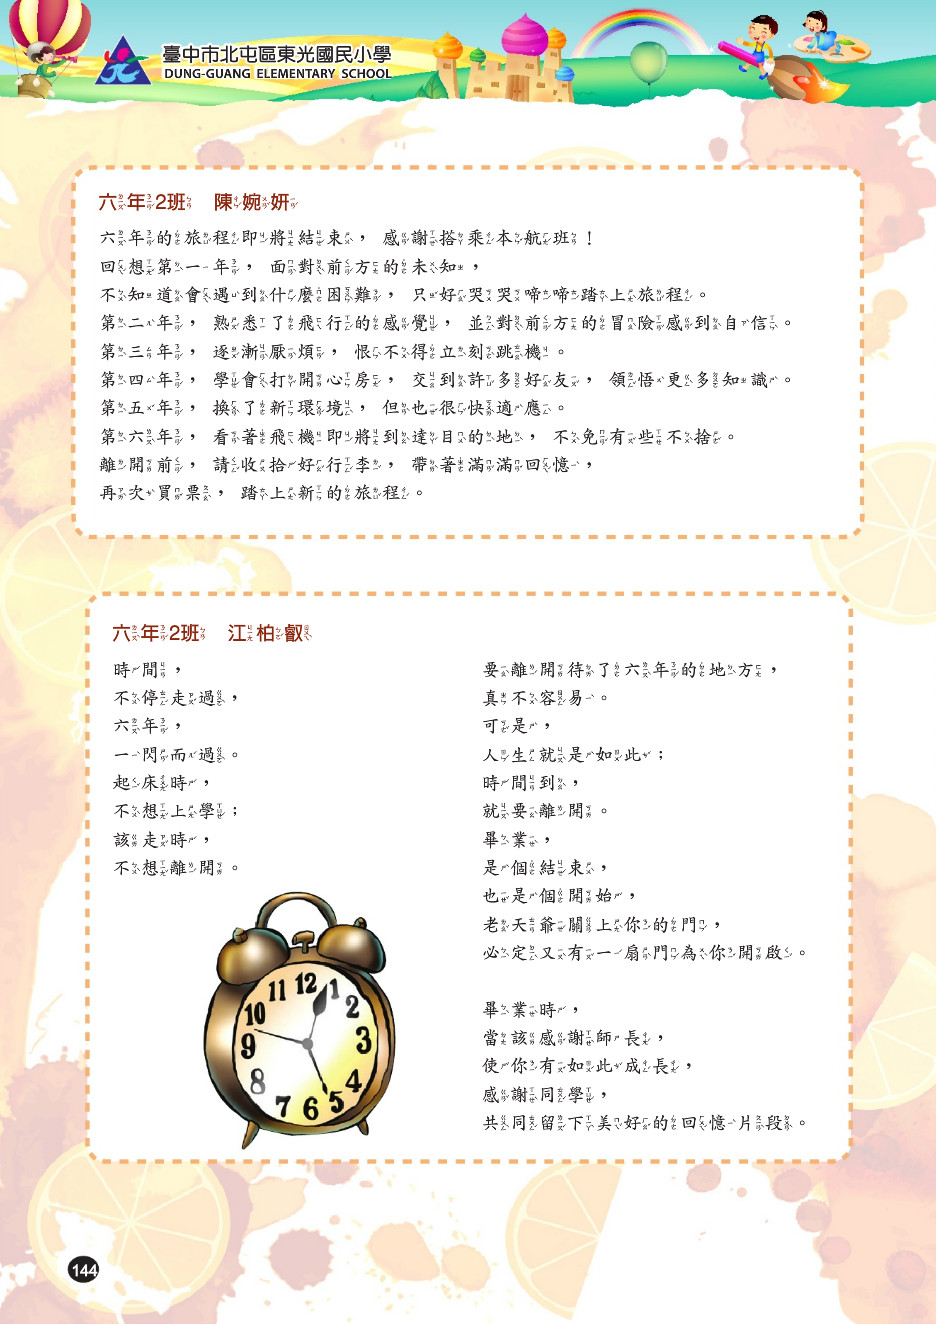 臺中市北屯區東光國民小學
DUNG-GUANG ELEMENTARY SCHOOL
六年2班 陳婉妍
六年的旅程即將結束，感謝搭乘本航班！
回想第一年，面對前方的未知，
不知道會遇到什麼困難，只好哭哭啼啼踏上旅程。
第二年，熟悉了飛行的感覺，並對前方的冒險感到自信。
第三年，逐漸厭煩，恨不得立刻跳機。
第四年，學會打開心房，交到許多好友，領悟更多知識。
第五年，換了新環境，但也很快適應。
第六年，看著飛機即將到達目的地，不免有些不捨。
離開前，請收拾好行李，帶著滿滿回憶，
再次買票，踏上新的旅程。
六年2班 江柏叡
時間，
不停走過，
六年，
一閃而過。
起床時，
不想上學；
該走時，
不想離開。
要離開待了六年的地方，
真不容易。
可是，
人生就是如此；
時間到，
就要離開。
畢業，
是個結束，
也是個開始，
老天爺關上你的門，
必定又有一扇門為你開啟。
畢業時，
當該感謝師長，
使你有如此成長，
感謝同學，
共同留下美好的回憶片段。
12
1
2
3
4
5
6
7
8
9
10
11
144